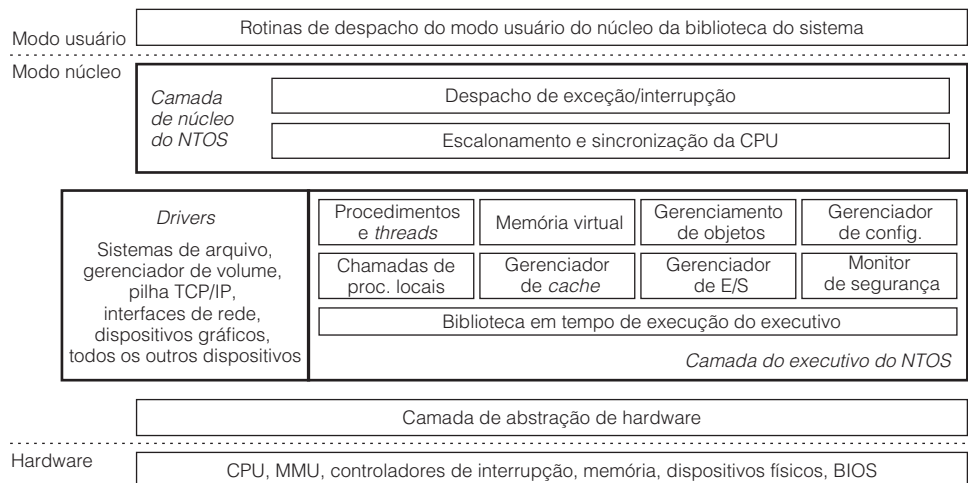 Rotinas de despacho do modo usuário do núcleo da biblioteca do sistema
Modo usuário
Modo núcleo
Camada
de núcleo
do NTOS
Despacho de exceção/interrupção
Escalonamento e sincronização da CPU
Drivers
Sistemas de arquivo,
gerenciador de volume,
pilha TCP/IP,
interfaces de rede,
dispositivos gráficos,
todos os outros dispositivos
Procedimentos
e threads
Memória virtual
Gerenciamento
de objetos
Gerenciador
de config.
Chamadas de
proc. locais
Gerenciador
de cache
Gerenciador
de E/S
Monitor
de segurança
Biblioteca em tempo de execução do executivo
Camada do executivo do NTOS
Camada de abstração de hardware
Hardware
CPU, MMU, controladores de interrupção, memória, dispositivos físicos, BIOS